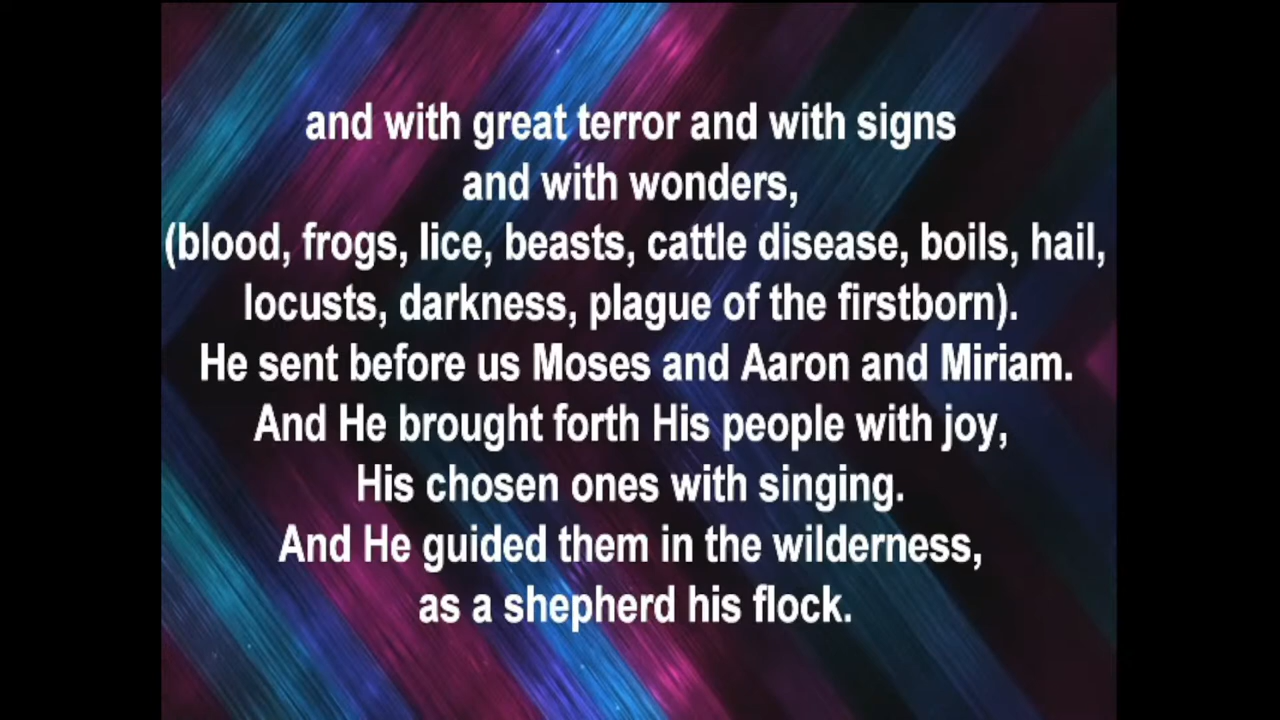 and with great terror and with signs
and with wonders,
(blood, frogs, lice, beasts, cattle disease, boils, hail,
locusts, darkness, plague of the firstborn).
He sent before us Moses and Aaron and Miriam.
And He brought forth His people with joy,
His chosen ones with singing.
And He guided them in the wilderness,
as a shepherd his flock.